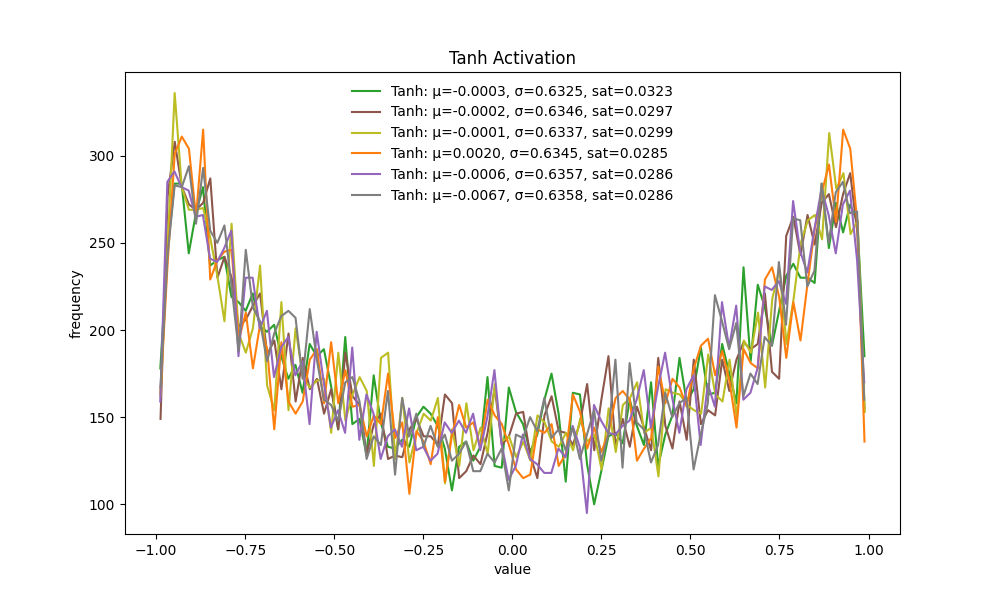 Tanh Activation
Tanh: μ=-0.0003, σ=0.6325, sat=0.0323
Tanh: μ=-0.0002, σ=0.6346, sat=0.0297
Tanh: μ=-0.0001, σ=0.6337, sat=0.0299
Tanh: μ=0.0020, σ=0.6345, sat=0.0285
Tanh: μ=-0.0006, σ=0.6357, sat=0.0286
Tanh: μ=-0.0067, σ=0.6358, sat=0.0286
frequency
300
250
200
150
100
−1.00 −0.75 −0.50 −0.25 0.00 0.25 0.50 0.75 1.00
value